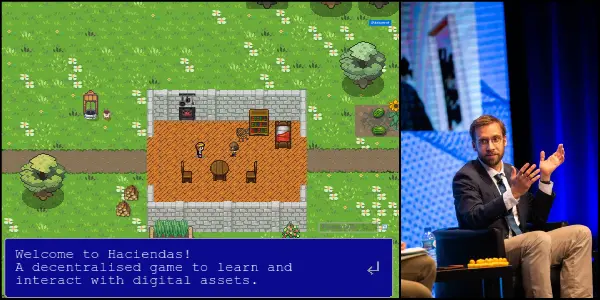 Welcome to Haciendas!
A decentralised game to learn and
interact with digital assets.